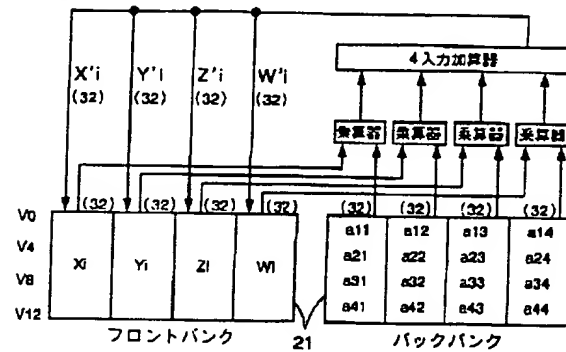 4入力加算器
X'i Y'i Z'i W'i
(32) (32) (32) (32)
乗算器 乗算器 乗算器 乗算器
(32) (32) (32) (32) (32) (32) (32) (32)
V0 a11 a12 a13 a14
V4 Xi Yi Zi Wi a21 a22 a23 a24
V8 a31 a32 a33 a34
V12 a41 a42 a43 a44
フロントバンク 21 バックバンク